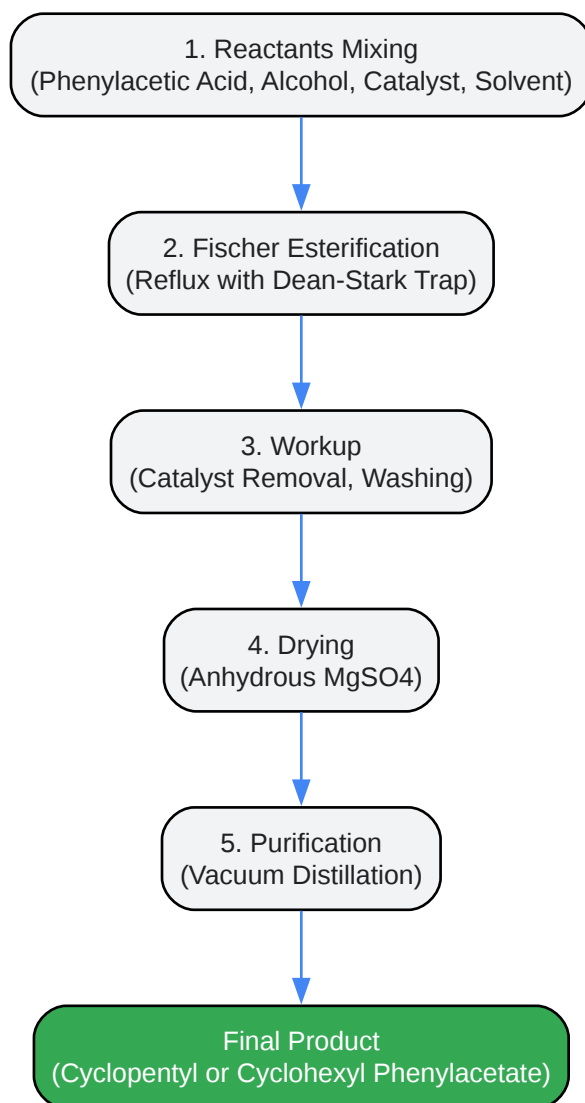 1. Reactants Mixing
(Phenylacetic Acid, Alcohol, Catalyst, Solvent)
2. Fischer Esterification
(Reflux with Dean-Stark Trap)
3. Workup
(Catalyst Removal, Washing)
4. Drying
(Anhydrous MgSO4)
5. Purification
(Vacuum Distillation)
Final Product
(Cyclopentyl or Cyclohexyl Phenylacetate)